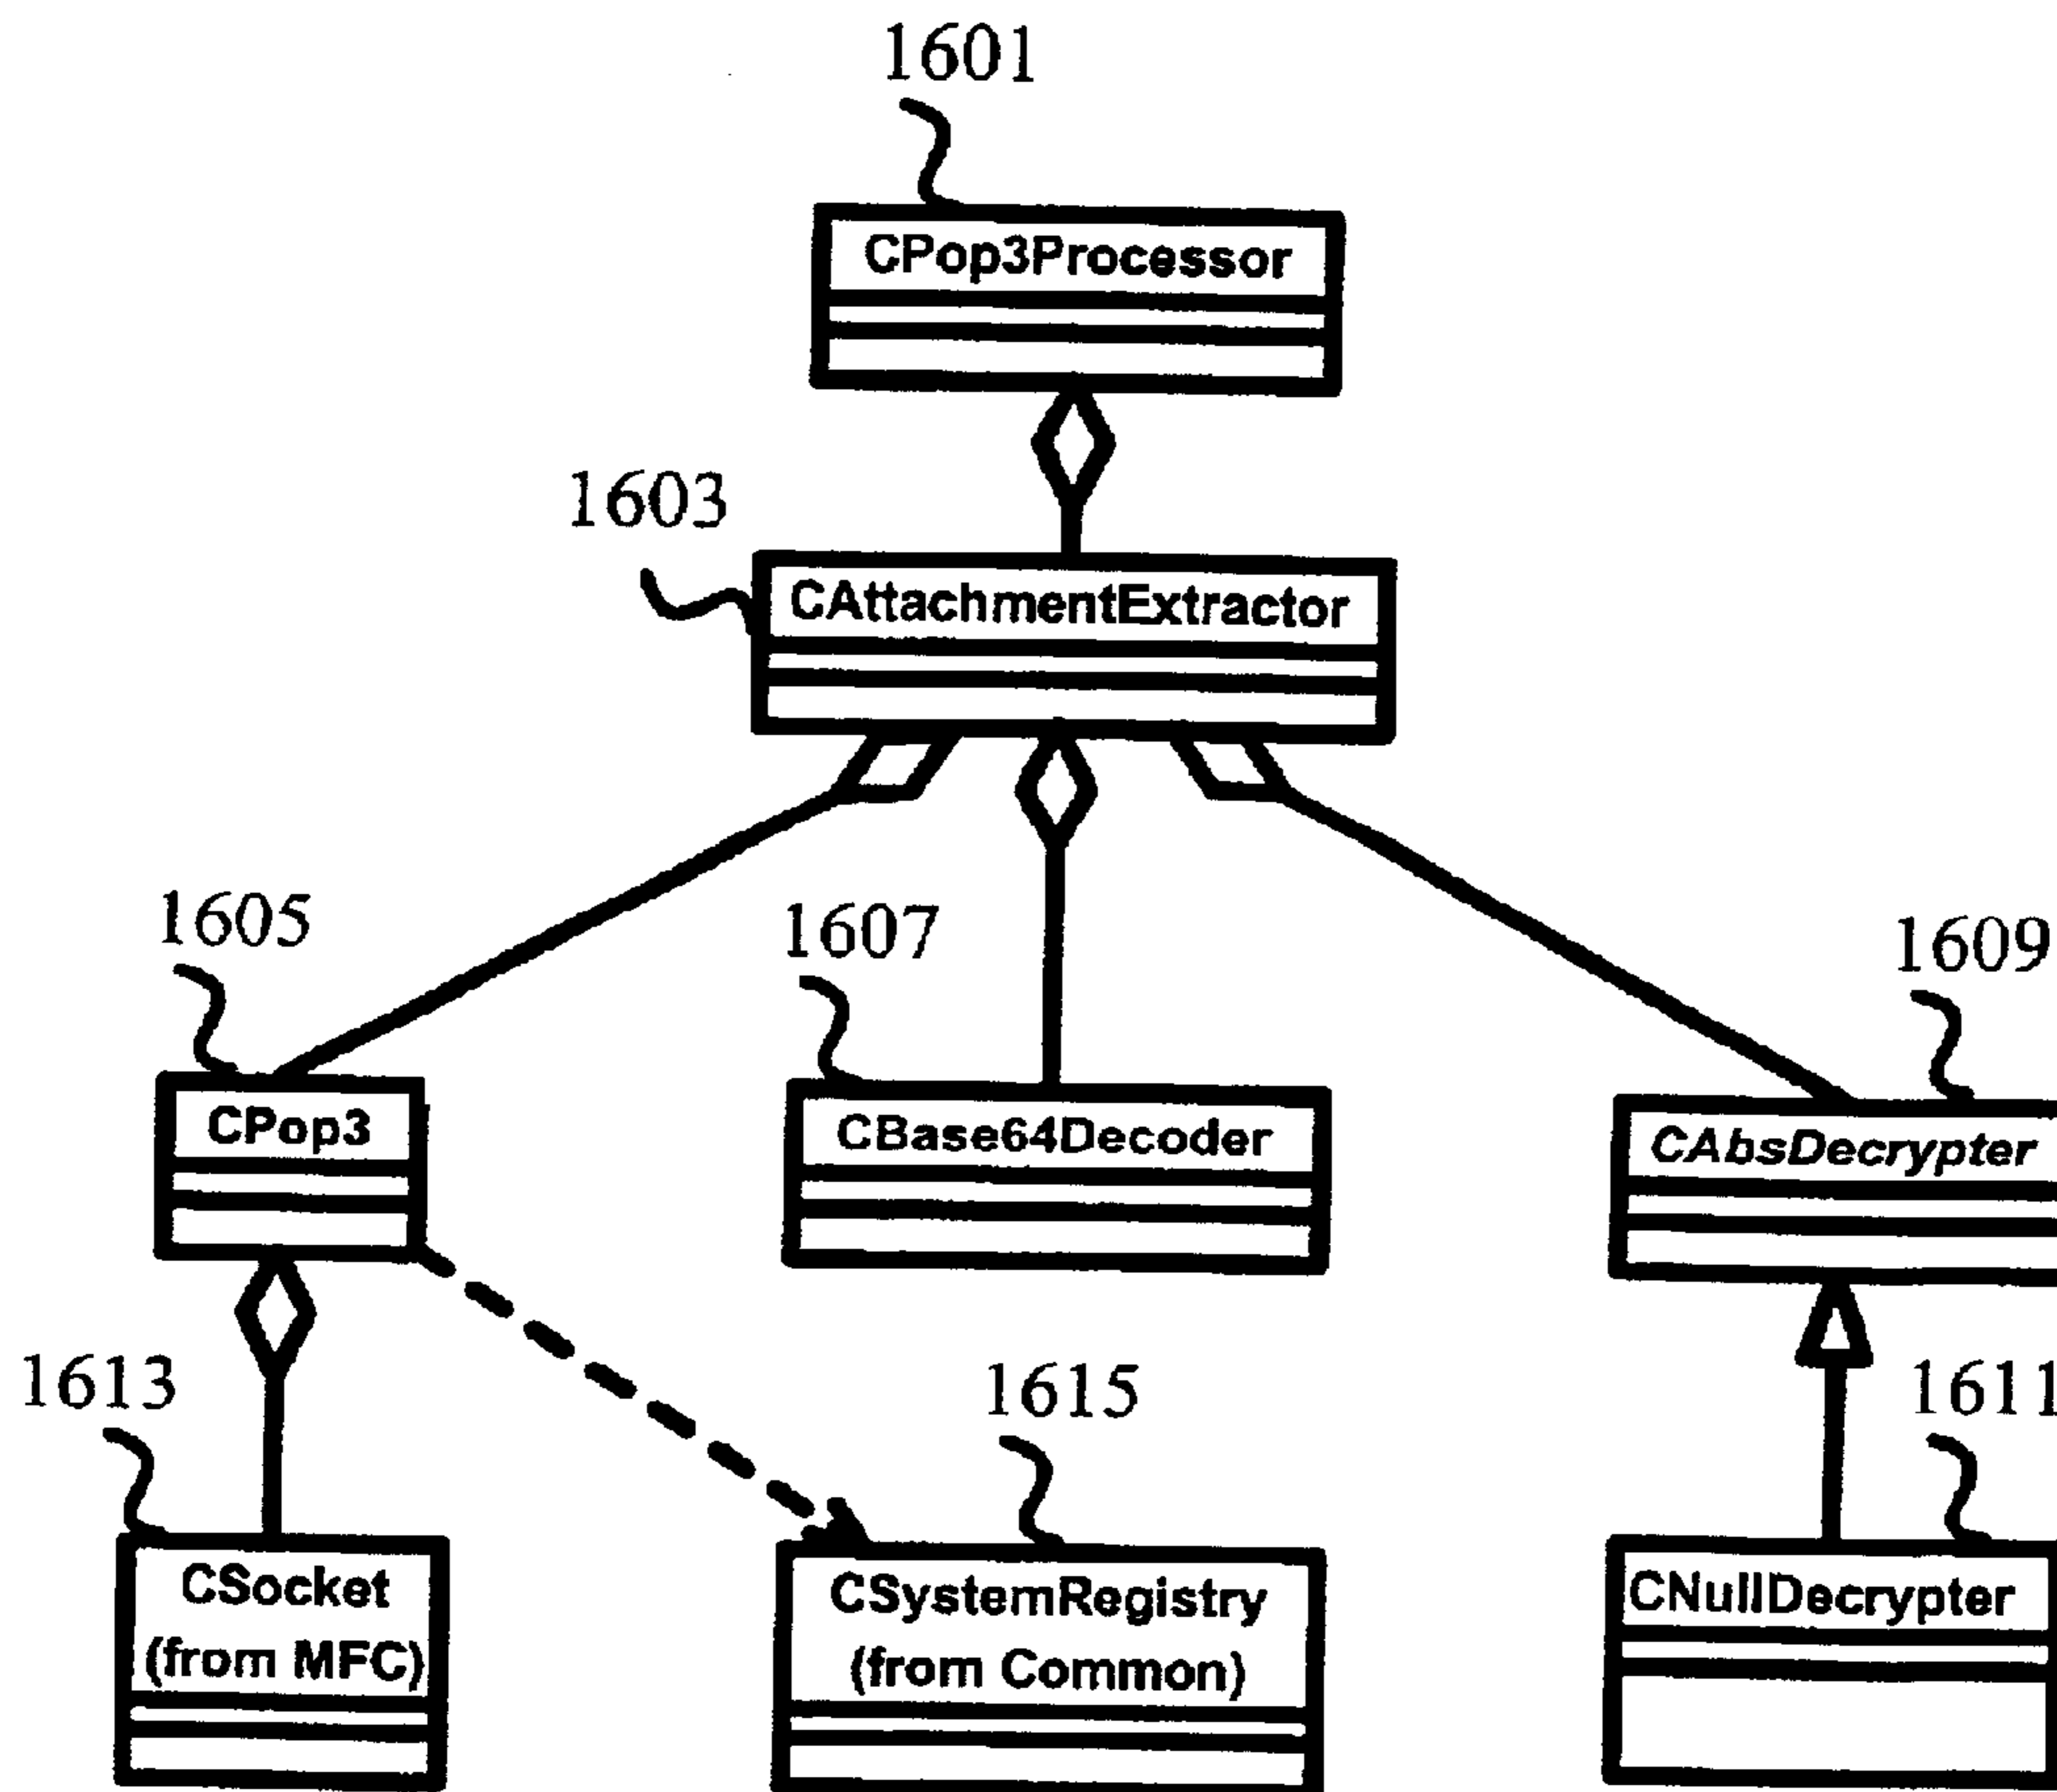 1601
CPop3Processor
1603
CAttachmentExtractor
1605
1607
1609
CPop3
CBase64Decoder
CAbsDecrypter
1613
1615
1611
CSocket
(from MFC)
CSystemRegistry
(from Common)
CNullDecrypter